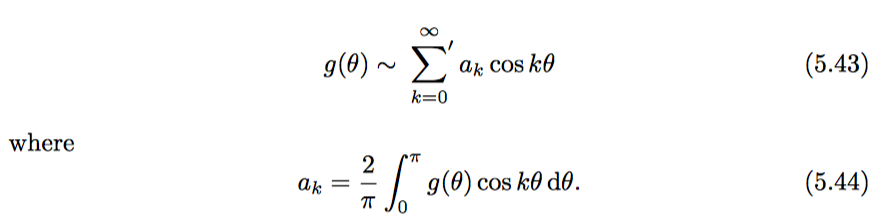 g(θ) ∼ ∑′_{k=0}^{∞} a_k cos kθ (5.43)
where
a_k = 2/π ∫_0^π g(θ) cos kθ dθ. (5.44)